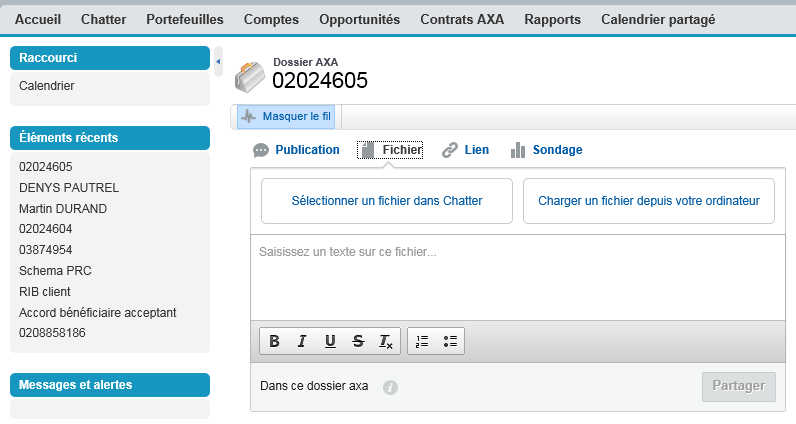 Accueil Chatter Portefeuilles Comptes Opportunités Contrats AXA Rapports Calendrier partagé
Raccourci
Calendrier
Éléments récents
02024605
DENYS PAUTREL
Martin DURAND
02024604
03874954
Schema PRC
RIB client
Accord bénéficiaire acceptant
0208858186
Messages et alertes
Dossier AXA
02024605
Masquer le fil
Publication Fichier Lien Sondage
Sélectionner un fichier dans Chatter Charger un fichier depuis votre ordinateur
Saisissez un texte sur ce fichier...
B I U S Tx
Dans ce dossier axa i Partager